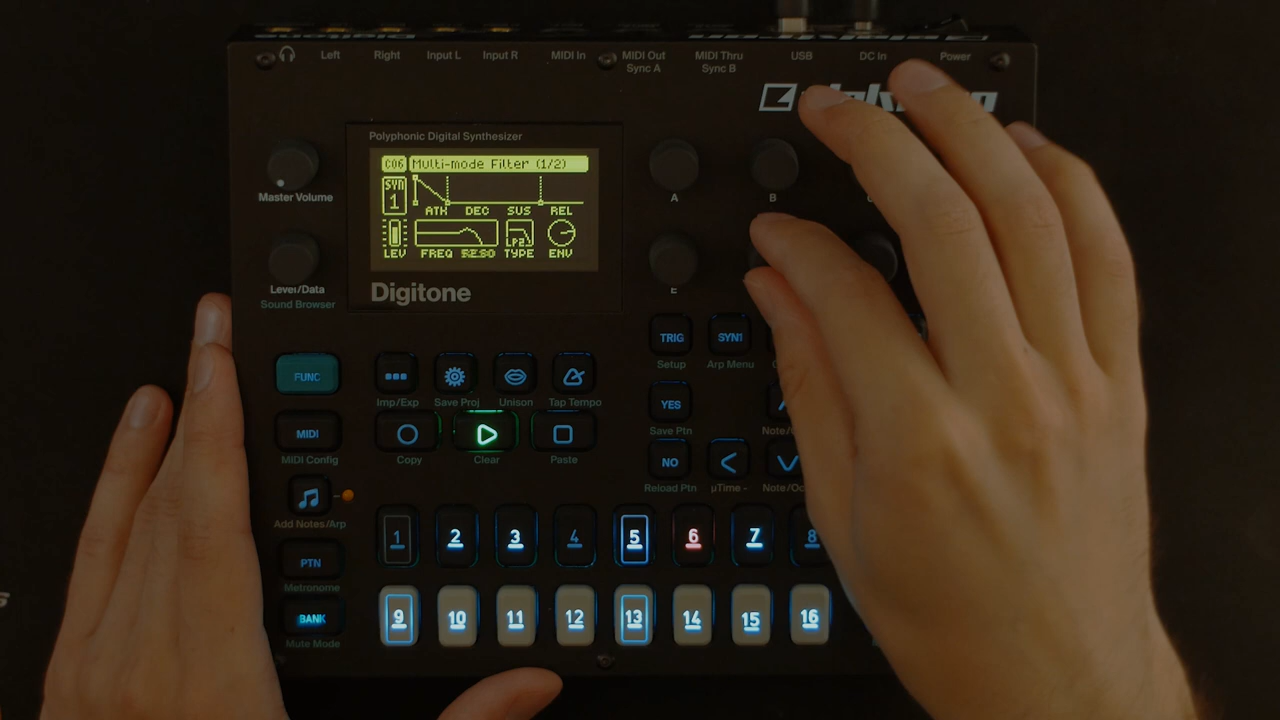 Left Right Input L Input R MIDI In MIDI Out MIDI Thru USB DC In Power
Sync A Sync B
Polyphonic Digital Synthesizer
C06 Multi-mode Filter (1/2)
SYN
1
ATK DEC SUS REL
LP2
LEV FREQ RESO TYPE ENV
Digitone
Master Volume
Level/Data
Sound Browser
A B
E
TRIG SYN1
Setup Arp Menu
FUNC
Imp/Exp Save Proj Unison Tap Tempo
YES
Save Ptn
MIDI
MIDI Config
Copy Clear Paste
NO
Reload Ptn µTime -
Add Notes/Arp
PTN
Metronome
BANK
Mute Mode
1 2 3 4 5 6 7 8
9 10 11 12 13 14 15 16